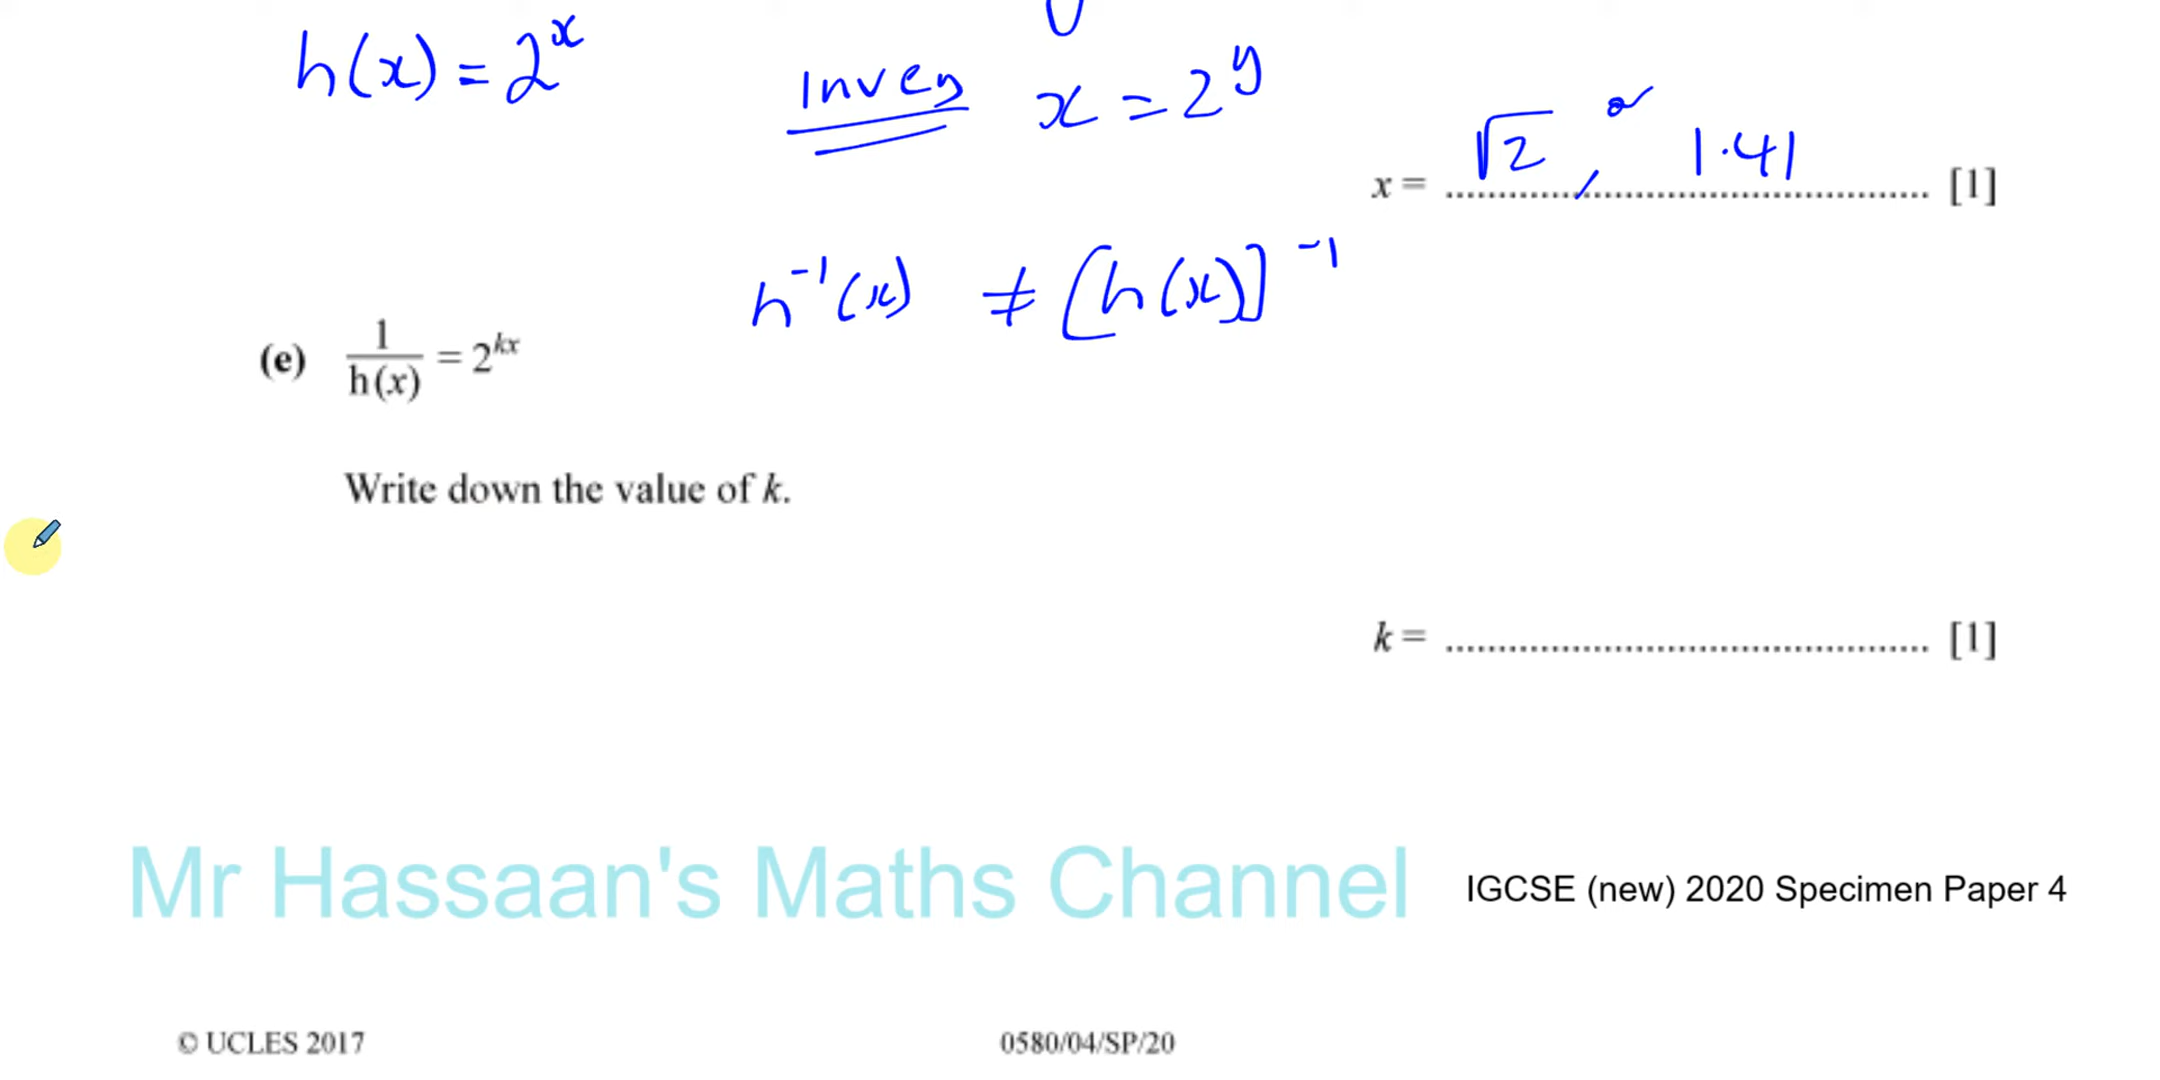 h(x) = 2^x
Inves x = 2^y
x = √2, or 1.41 [1]
h⁻¹(x) ≠ [h(x)]⁻¹
(e) 1/h(x) = 2^kx
Write down the value of k.
k = ........................................ [1]
Mr Hassaan's Maths Channel
IGCSE (new) 2020 Specimen Paper 4
© UCLES 2017
0580/04/SP/20